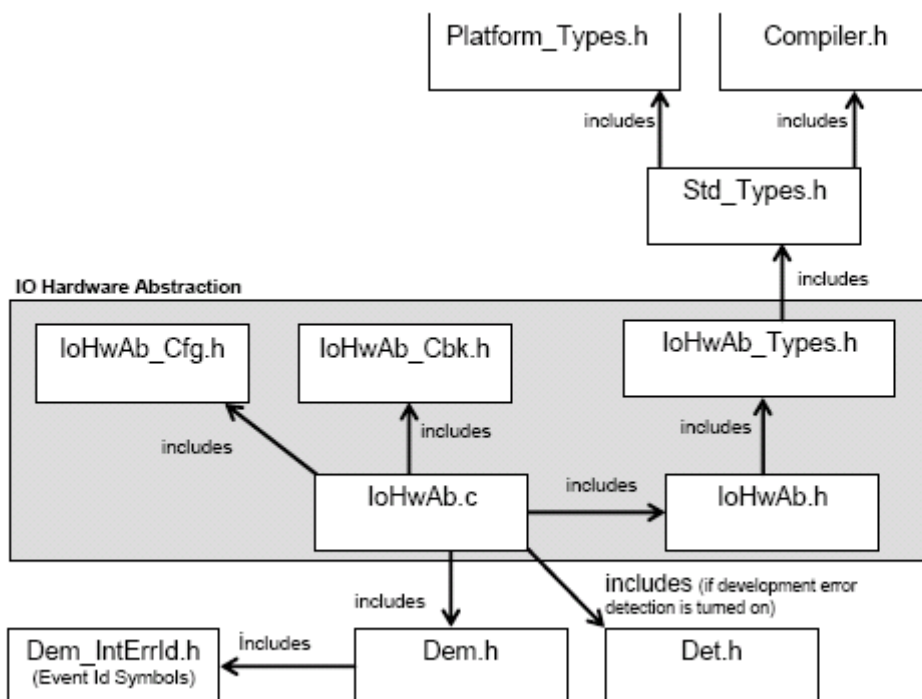 Platform_Types.h
Compiler.h
includes
includes
Std_Types.h
includes
IO Hardware Abstraction
IoHwAb_Cfg.h
IoHwAb_Cbk.h
IoHwAb_Types.h
includes
includes
includes
IoHwAb.c
includes
IoHwAb.h
includes
includes (if development error
detection is turned on)
Dem_IntErrId.h
(Event Id Symbols)
Includes
Dem.h
Det.h